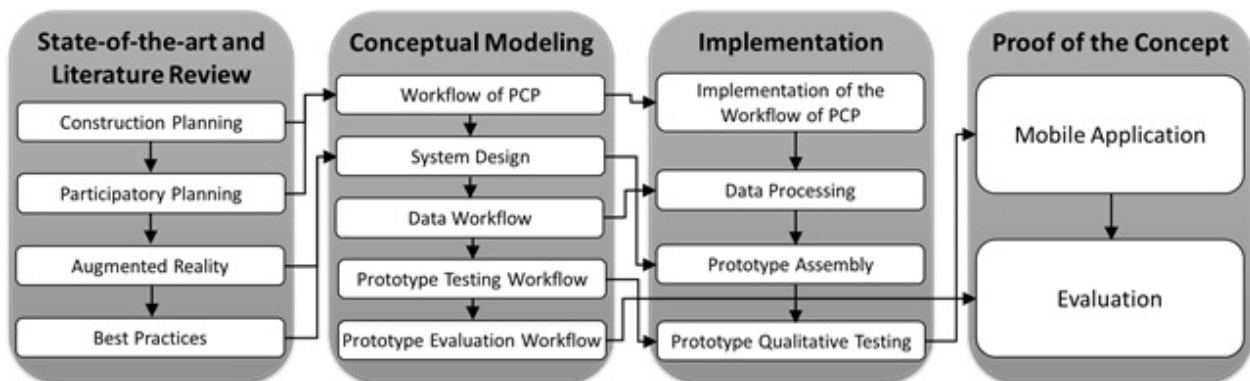 State-of-the-art and
Literature Review
Construction Planning
Participatory Planning
Augmented Reality
Best Practices
Conceptual Modeling
Workflow of PCP
System Design
Data Workflow
Prototype Testing Workflow
Prototype Evaluation Workflow
Implementation
Implementation of the
Workflow of PCP
Data Processing
Prototype Assembly
Prototype Qualitative Testing
Proof of the Concept
Mobile Application
Evaluation